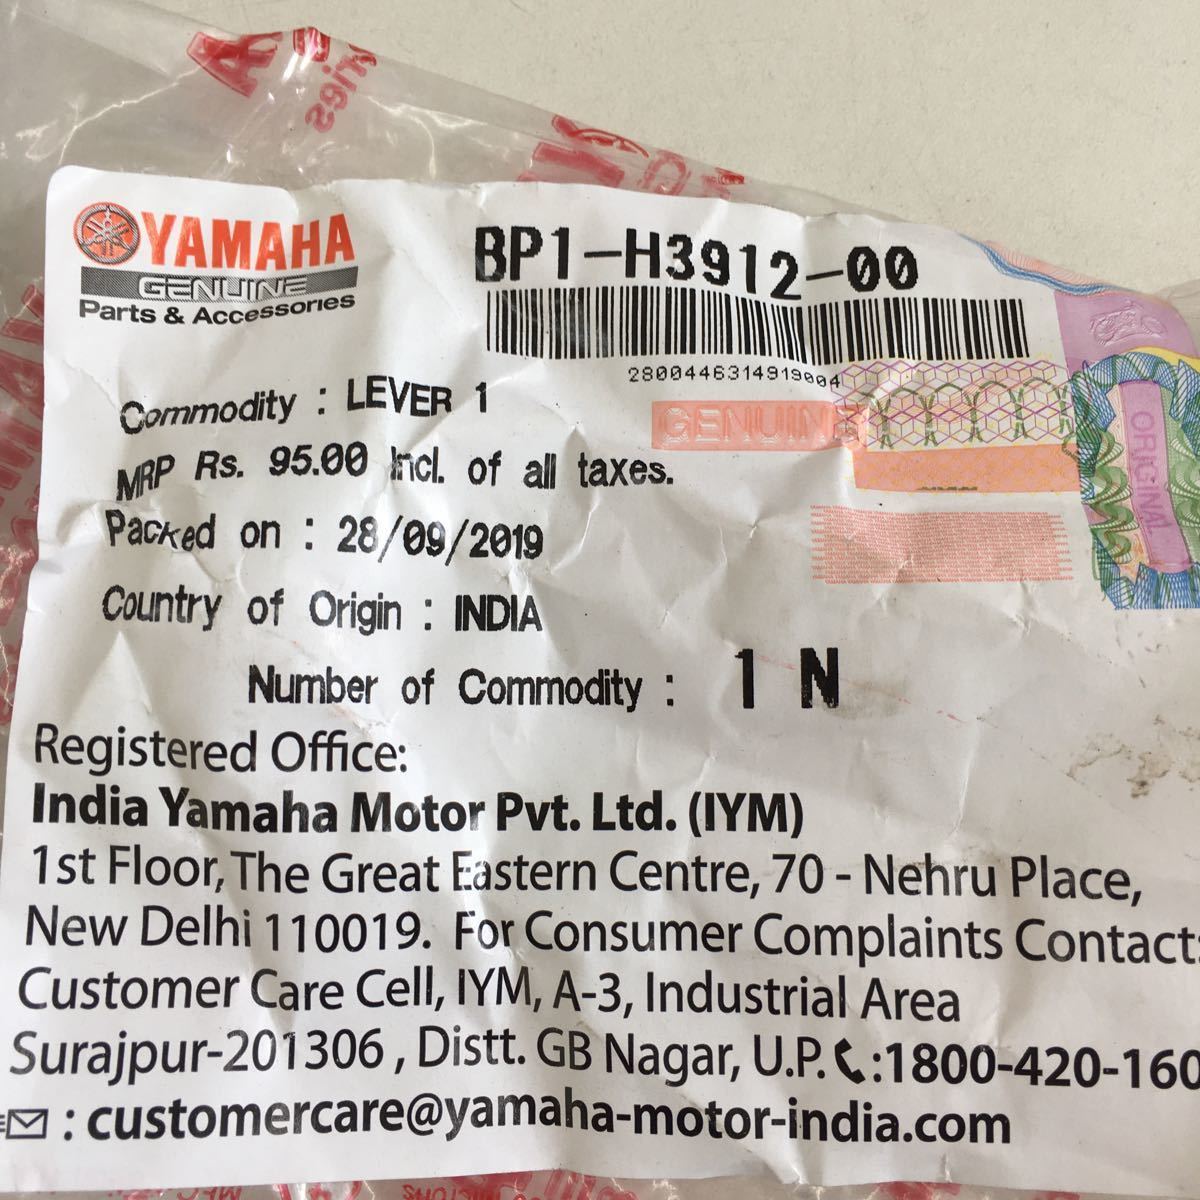 YAMAHA
GENUINE
Parts & Accessories
BP1-H3912-00
2800446314919004
GENUINE
ORIGINAL
Commodity : LEVER 1
MRP Rs. 95.00 Incl. of all taxes.
Packed on : 28/09/2019
Country of Origin : INDIA
Number of Commodity : 1 N
Registered Office:
India Yamaha Motor Pvt. Ltd. (IYM)
1st Floor, The Great Eastern Centre, 70 - Nehru Place,
New Delhi 110019. For Consumer Complaints Contact:
Customer Care Cell, IYM, A-3, Industrial Area
Surajpur-201306 , Distt. GB Nagar, U.P. :1800-420-160
: customercare@yamaha-motor-india.com